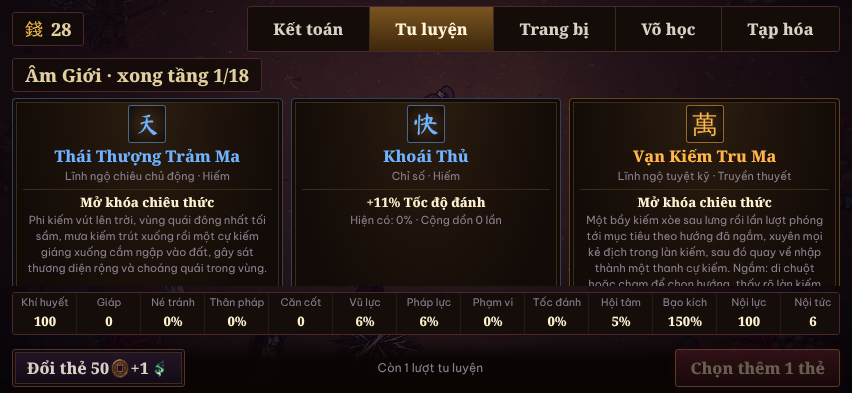 錢 28
Kết toán
Tu luyện
Trang bị
Võ học
Tạp hóa
Âm Giới · xong tầng 1/18
天
Thái Thượng Trảm Ma
Lĩnh ngộ chiêu chủ động · Hiếm
Mở khóa chiêu thức
Phi kiếm vút lên trời, vùng quái đông nhất tối
sầm, mưa kiếm trút xuống rồi một cự kiếm
giáng xuống cắm ngập vào đất, gây sát
thương diện rộng và choáng quái trong vùng.
快
Khoái Thủ
Chỉ số · Hiếm
+11% Tốc độ đánh
Hiện có: 0% · Cộng dồn 0 lần
萬
Vạn Kiếm Tru Ma
Lĩnh ngộ tuyệt kỹ · Truyền thuyết
Mở khóa chiêu thức
Một bầy kiếm xòe sau lưng rồi lần lượt phóng
tới mục tiêu theo hướng đã ngắm, xuyên mọi
kẻ địch trong làn kiếm, sau đó quay về nhập
thành một thanh cự kiếm. Ngắm: di chuột
hoặc chạm để chọn hướng, thấy rõ làn kiếm
Khí huyết
100
Giáp
0
Né tránh
0%
Thân pháp
0%
Căn cốt
0
Vũ lực
6%
Pháp lực
6%
Phạm vi
0%
Tốc đánh
0%
Hội tâm
5%
Bạo kích
150%
Nội lực
100
Nội tức
6
Đổi thẻ 50 +1
Còn 1 lượt tu luyện
Chọn thêm 1 thẻ